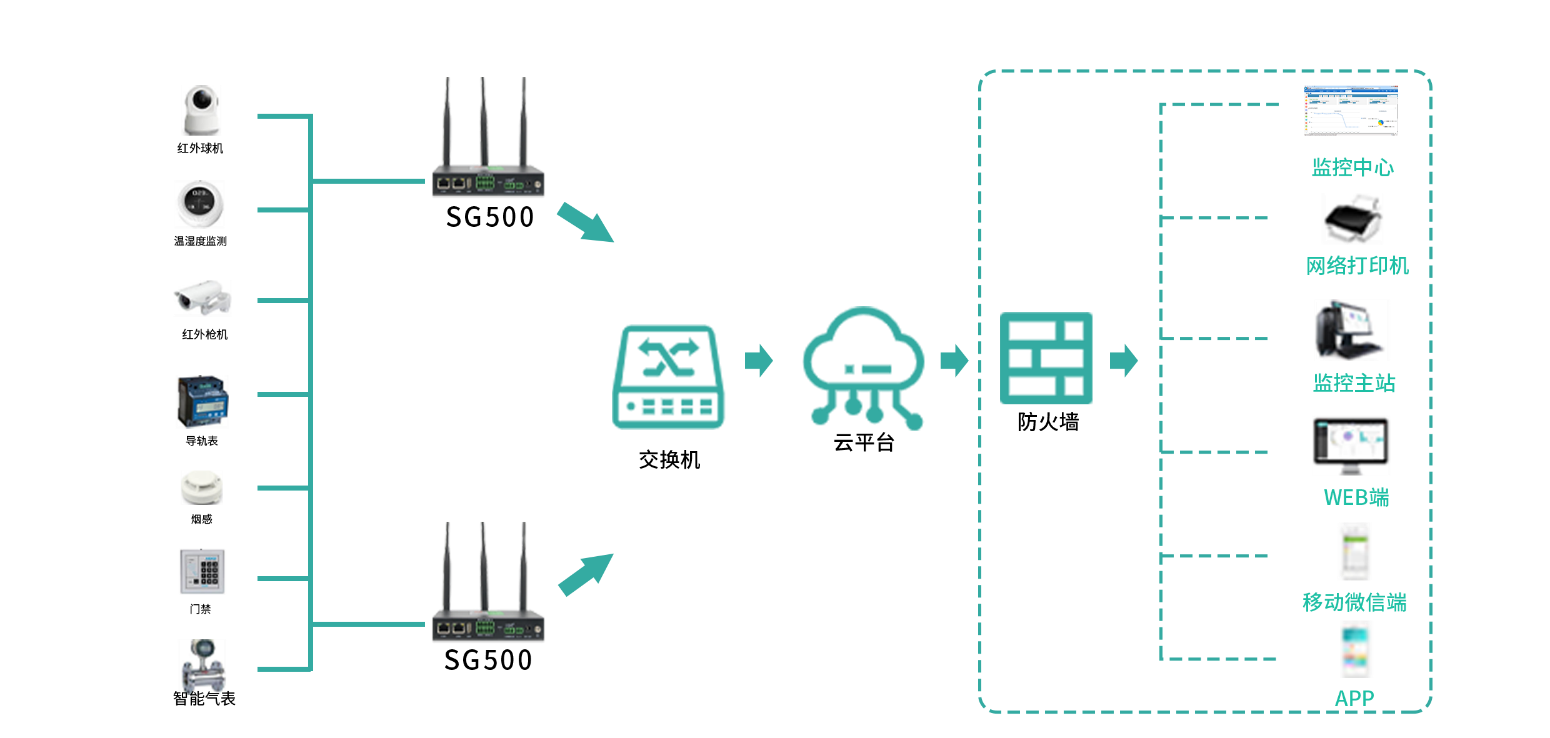 红外球机
温湿度监测
红外枪机
导轨表
烟感
门禁
智能气表
SG500
SG500
交换机
云平台
防火墙
监控中心
网络打印机
监控主站
WEB端
移动微信端
APP